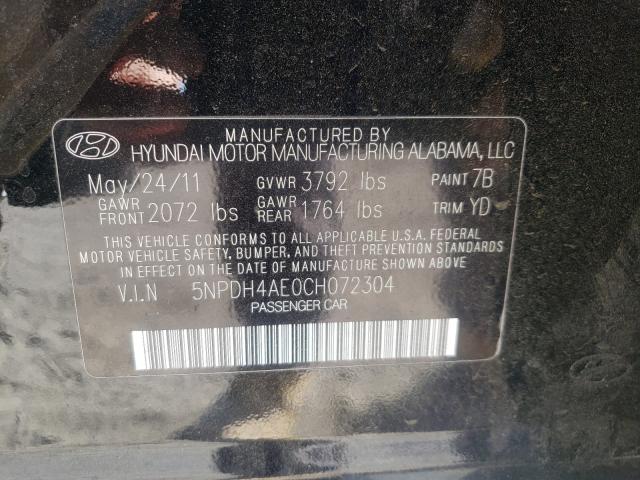 MANUFACTURED BY
HYUNDAI MOTOR MANUFACTURING ALABAMA, LLC
May/24/11 GVWR 3792 lbs PAINT 7B
GAWR FRONT 2072 lbs GAWR REAR 1764 lbs TRIM YD
THIS VEHICLE CONFORMS TO ALL APPLICABLE U.S.A. FEDERAL
MOTOR VEHICLE SAFETY, BUMPER, AND THEFT PREVENTION STANDARDS
IN EFFECT ON THE DATE OF MANUFACTURE SHOWN ABOVE.
V.I.N 5NPDH4AE0CH072304
PASSENGER CAR